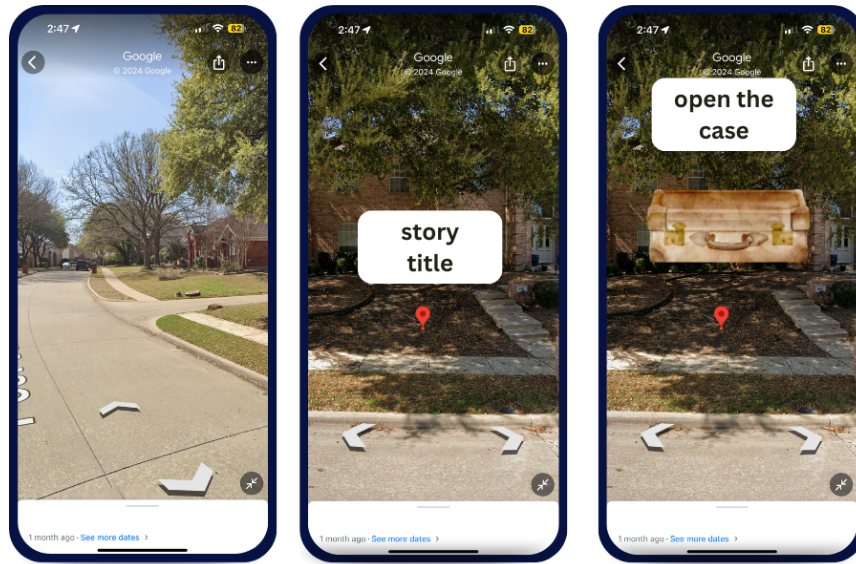 2:47
82
Google
© 2024 Google
1 month ago · See more dates >
2:47
82
Google
© 2024 Google
story
title
1 month ago · See more dates >
2:47
82
Google
© 2024 Google
open the
case
1 month ago · See more dates >